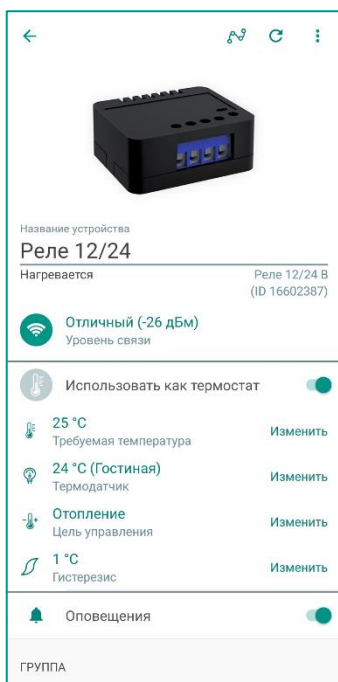 Название устройства
Реле 12/24
Нагревается
Реле 12/24 В
(ID 16602387)
Отличный (-26 дБм)
Уровень связи
Использовать как термостат
25 °C
Требуемая температура
Изменить
24 °C (Гостиная)
Термодатчик
Изменить
Отопление
Цель управления
Изменить
1 °C
Гистерезис
Изменить
Оповещения
ГРУППА